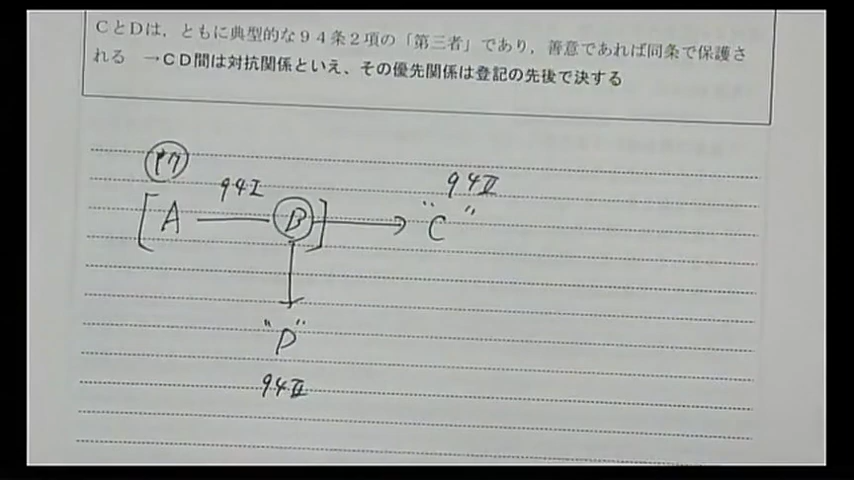 CとDは，ともに典型的な９４条２項の「第三者」であり，善意であれば同条で保護さ
れる　→ＣＤ間は対抗関係といえ、その優先関係は登記の先後で決する
94Ⅰ
94Ⅱ
[A B] "C"
"D"
94Ⅱ